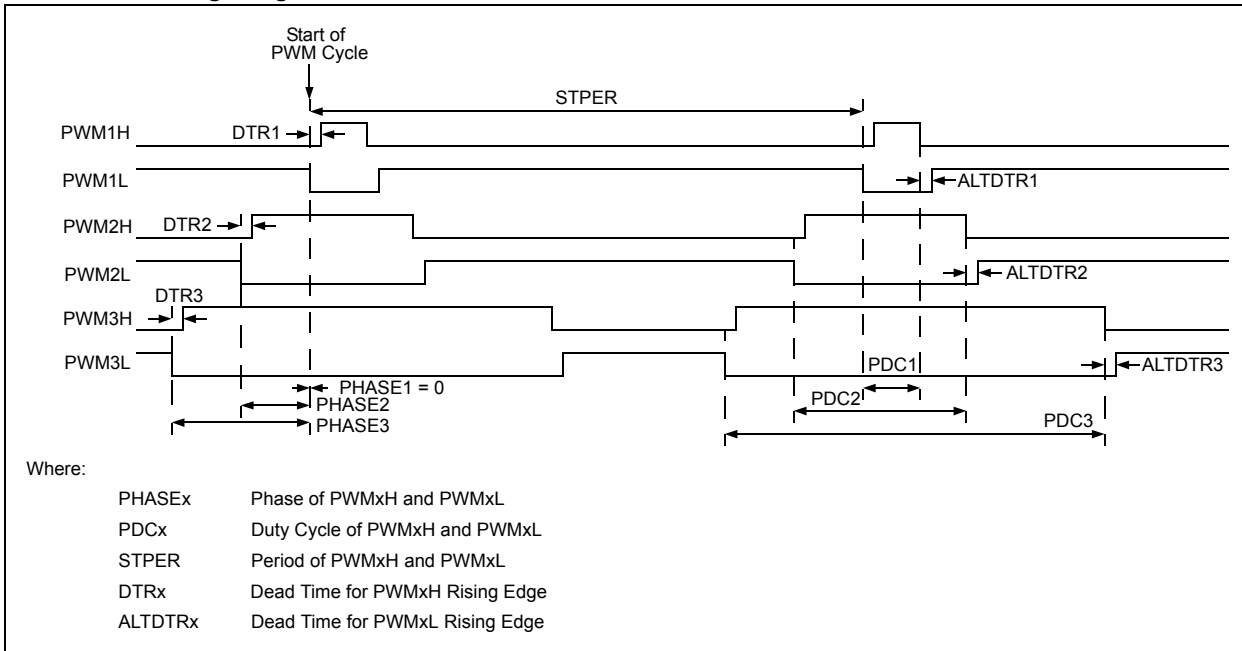 Start of
PWM Cycle
STPER
PWM1H
DTR1
PWM1L
ALTDTR1
PWM2H
DTR2
PWM2L
ALTDTR2
DTR3
PWM3H
PWM3L
PDC1
ALTDTR3
PHASE1 = 0
PHASE2
PDC2
PHASE3
PDC3
Where:
PHASEx Phase of PWMxH and PWMxL
PDCx Duty Cycle of PWMxH and PWMxL
STPER Period of PWMxH and PWMxL
DTRx Dead Time for PWMxH Rising Edge
ALTDTRx Dead Time for PWMxL Rising Edge